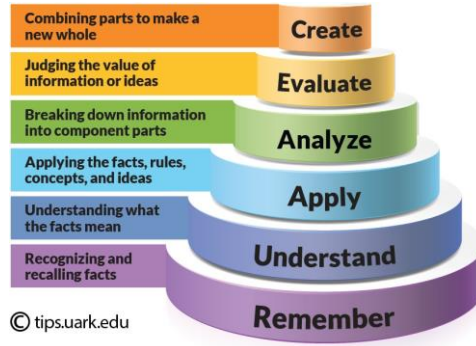 Combining parts to make a
new whole
Create
Judging the value of
information or ideas
Evaluate
Breaking down information
into component parts
Analyze
Applying the facts, rules,
concepts, and ideas
Apply
Understanding what
the facts mean
Understand
Recognizing and
recalling facts
Remember
© tips.uark.edu